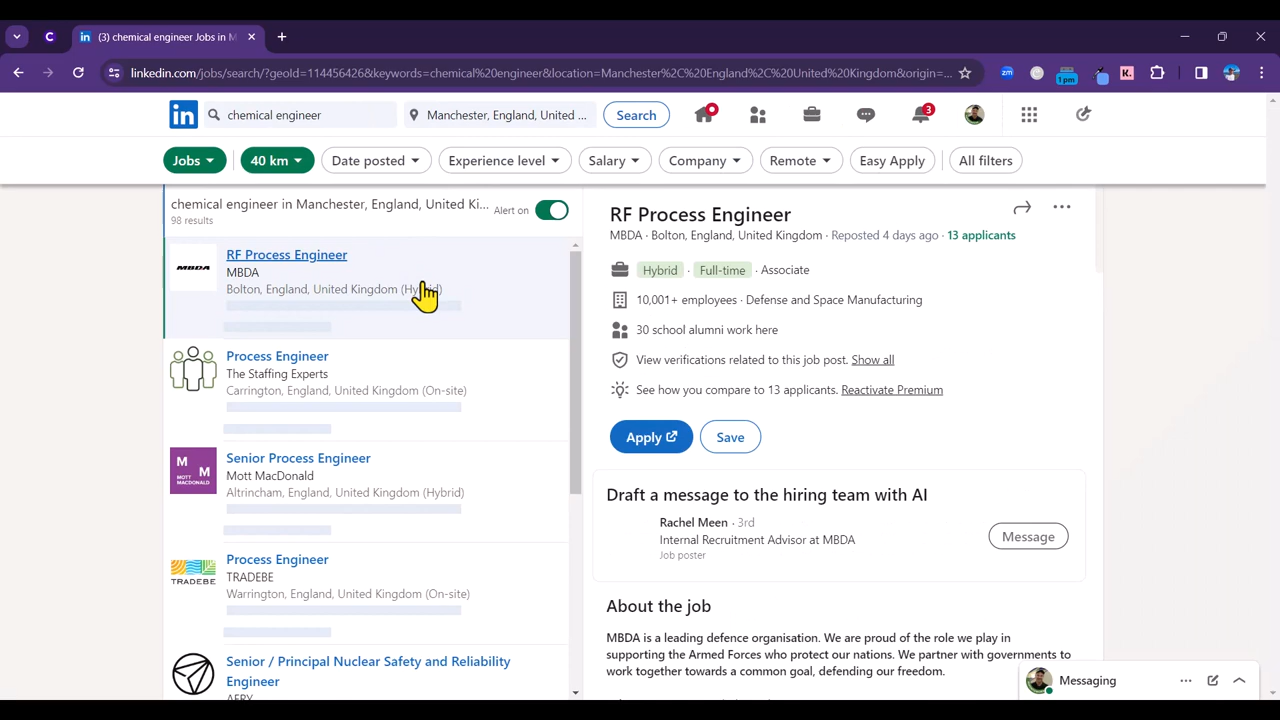 (3) chemical engineer Jobs in M
linkedin.com/jobs/search/?geoId=114456426&keywords=chemical%20engineer&location=Manchester%2C%20England%2C%20United%20Kingdom&origin=...
zm
1 pm
K.
in
chemical engineer
Manchester, England, United ...
Search
3
Jobs
40 km
Date posted
Experience level
Salary
Company
Remote
Easy Apply
All filters
chemical engineer in Manchester, England, United Ki...
98 results
Alert on
RF Process Engineer
MBDA
MBDA
Bolton, England, United Kingdom (Hybrid)
Process Engineer
The Staffing Experts
Carrington, England, United Kingdom (On-site)
M M
MOTT MACDONALD
Senior Process Engineer
Mott MacDonald
Altrincham, England, United Kingdom (Hybrid)
TRADEBE
Process Engineer
TRADEBE
Warrington, England, United Kingdom (On-site)
Senior / Principal Nuclear Safety and Reliability
Engineer
AFRY
RF Process Engineer
MBDA · Bolton, England, United Kingdom · Reposted 4 days ago · 13 applicants
Hybrid · Full-time · Associate
10,001+ employees · Defense and Space Manufacturing
30 school alumni work here
View verifications related to this job post. Show all
See how you compare to 13 applicants. Reactivate Premium
Apply
Save
Draft a message to the hiring team with AI
Rachel Meen · 3rd
Internal Recruitment Advisor at MBDA
Job poster
Message
About the job
MBDA is a leading defence organisation. We are proud of the role we play in
supporting the Armed Forces who protect our nations. We partner with governments to
work together towards a common goal, defending our freedom.
Messaging